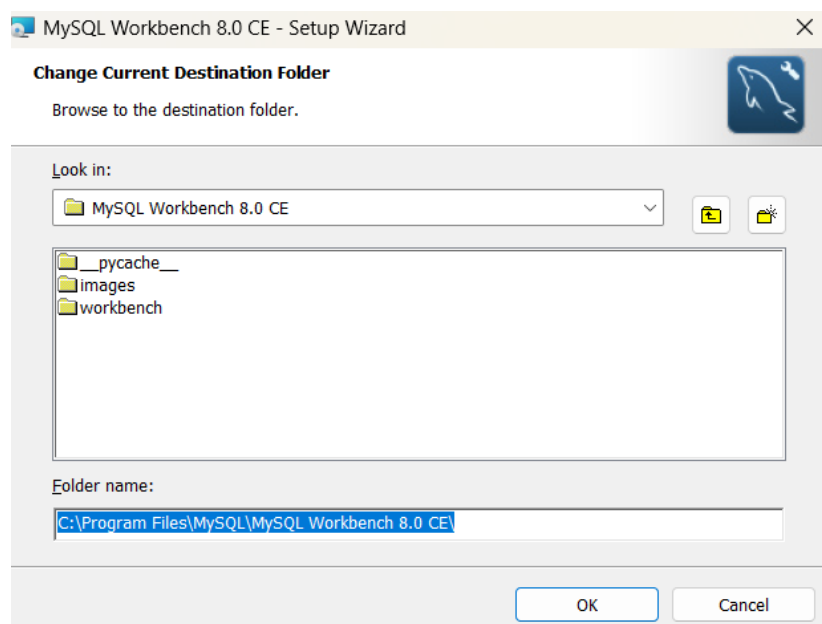 MySQL Workbench 8.0 CE - Setup Wizard
Change Current Destination Folder
Browse to the destination folder.
Look in:
MySQL Workbench 8.0 CE
__pycache__
images
workbench
Folder name:
C:\Program Files\MySQL\MySQL Workbench 8.0 CE\
OK Cancel